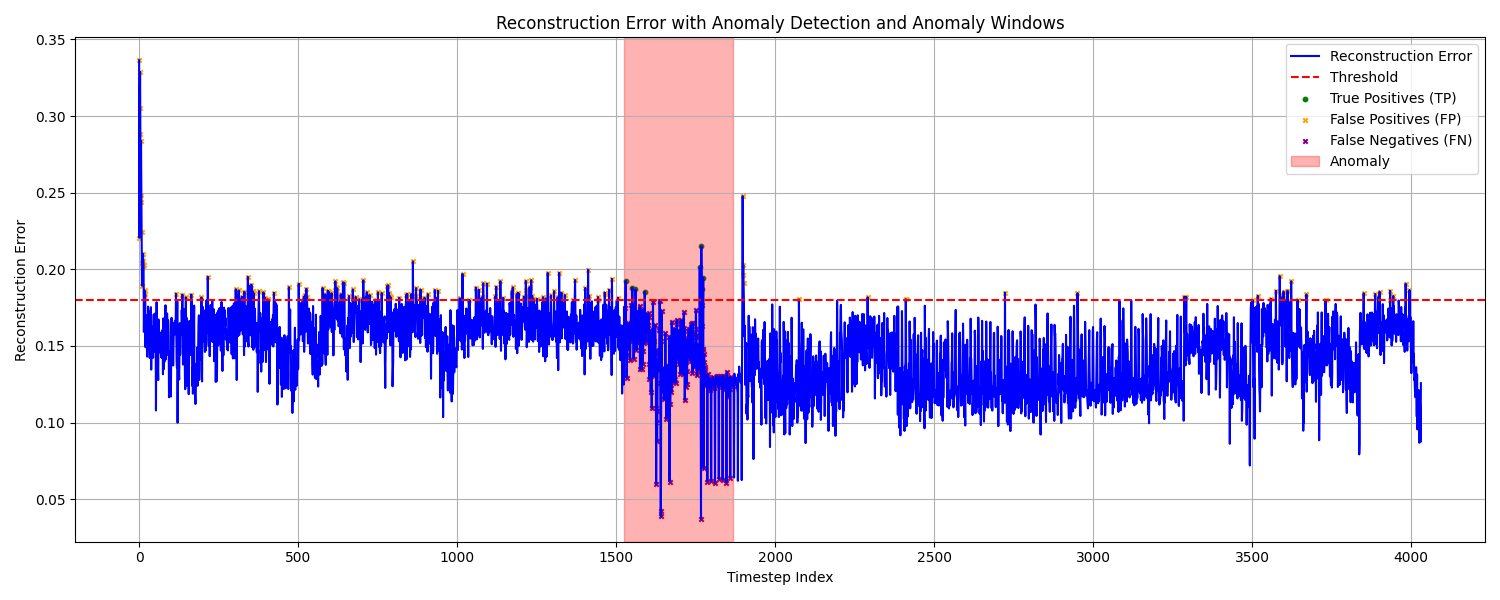 Reconstruction Error with Anomaly Detection and Anomaly Windows
Reconstruction Error
0.35
0.30
0.25
0.20
0.15
0.10
0.05
Reconstruction Error
Threshold
True Positives (TP)
False Positives (FP)
False Negatives (FN)
Anomaly
0 500 1000 1500 2000 2500 3000 3500 4000
Timestep Index